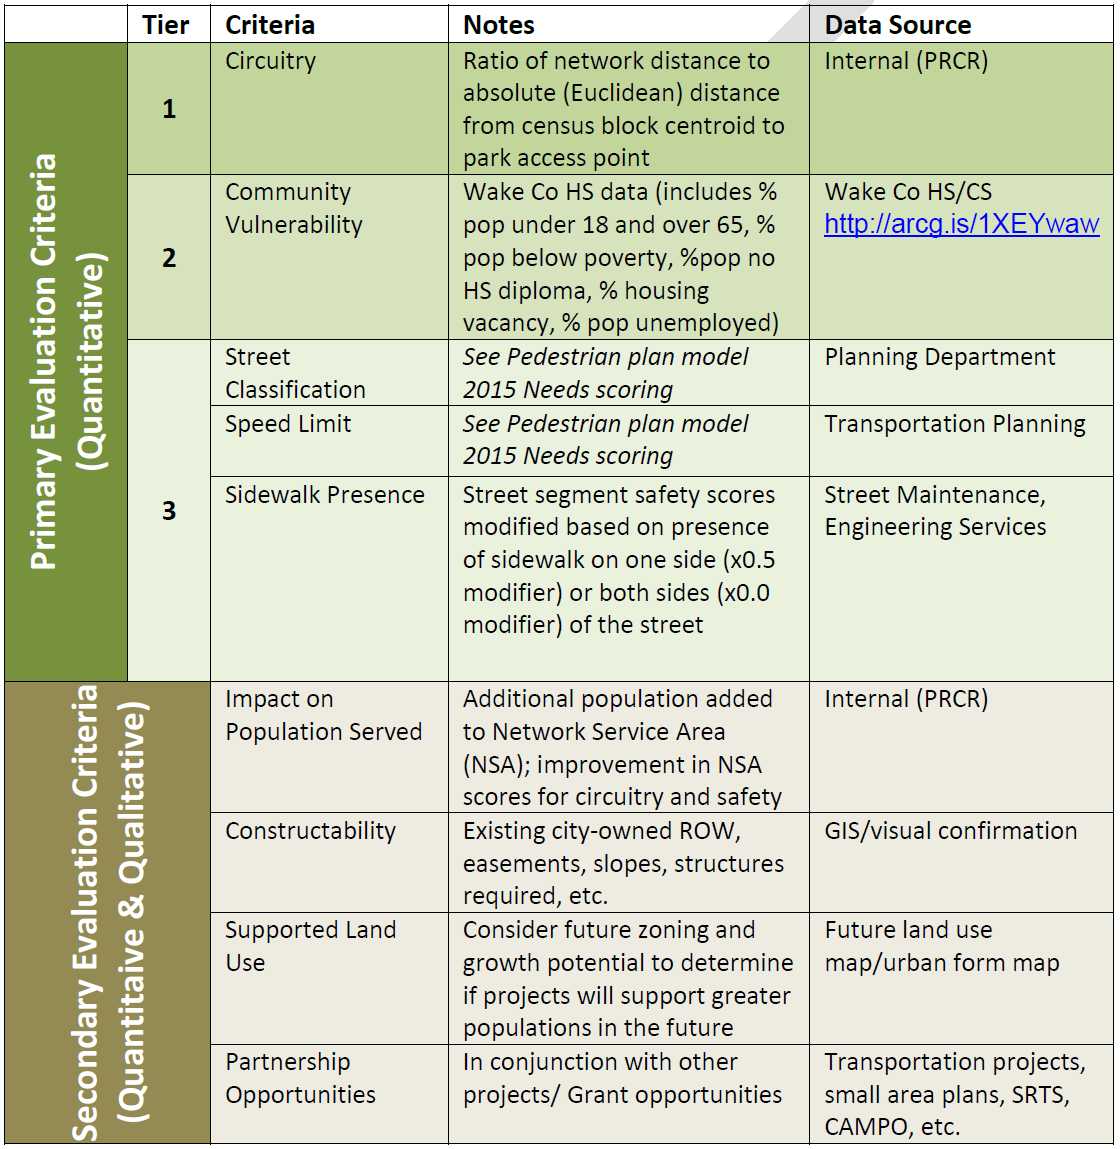 Tier Criteria Notes Data Source
Primary Evaluation Criteria
(Quantitative)
1
Circuitry
Ratio of network distance to
absolute (Euclidean) distance
from census block centroid to
park access point
Internal (PRCR)
2
Community
Vulnerability
Wake Co HS data (includes %
pop under 18 and over 65, %
pop below poverty, %pop no
HS diploma, % housing
vacancy, % pop unemployed)
Wake Co HS/CS
http://arcg.is/1XEYwaw
3
Street
Classification
See Pedestrian plan model
2015 Needs scoring
Planning Department
Speed Limit
See Pedestrian plan model
2015 Needs scoring
Transportation Planning
Sidewalk Presence
Street segment safety scores
modified based on presence
of sidewalk on one side (x0.5
modifier) or both sides (x0.0
modifier) of the street
Street Maintenance,
Engineering Services
Secondary Evaluation Criteria
(Quantitaive & Qualitative)
Impact on
Population Served
Additional population added
to Network Service Area
(NSA); improvement in NSA
scores for circuitry and safety
Internal (PRCR)
Constructability
Existing city-owned ROW,
easements, slopes, structures
required, etc.
GIS/visual confirmation
Supported Land
Use
Consider future zoning and
growth potential to determine
if projects will support greater
populations in the future
Future land use
map/urban form map
Partnership
Opportunities
In conjunction with other
projects/ Grant opportunities
Transportation projects,
small area plans, SRTS,
CAMPO, etc.